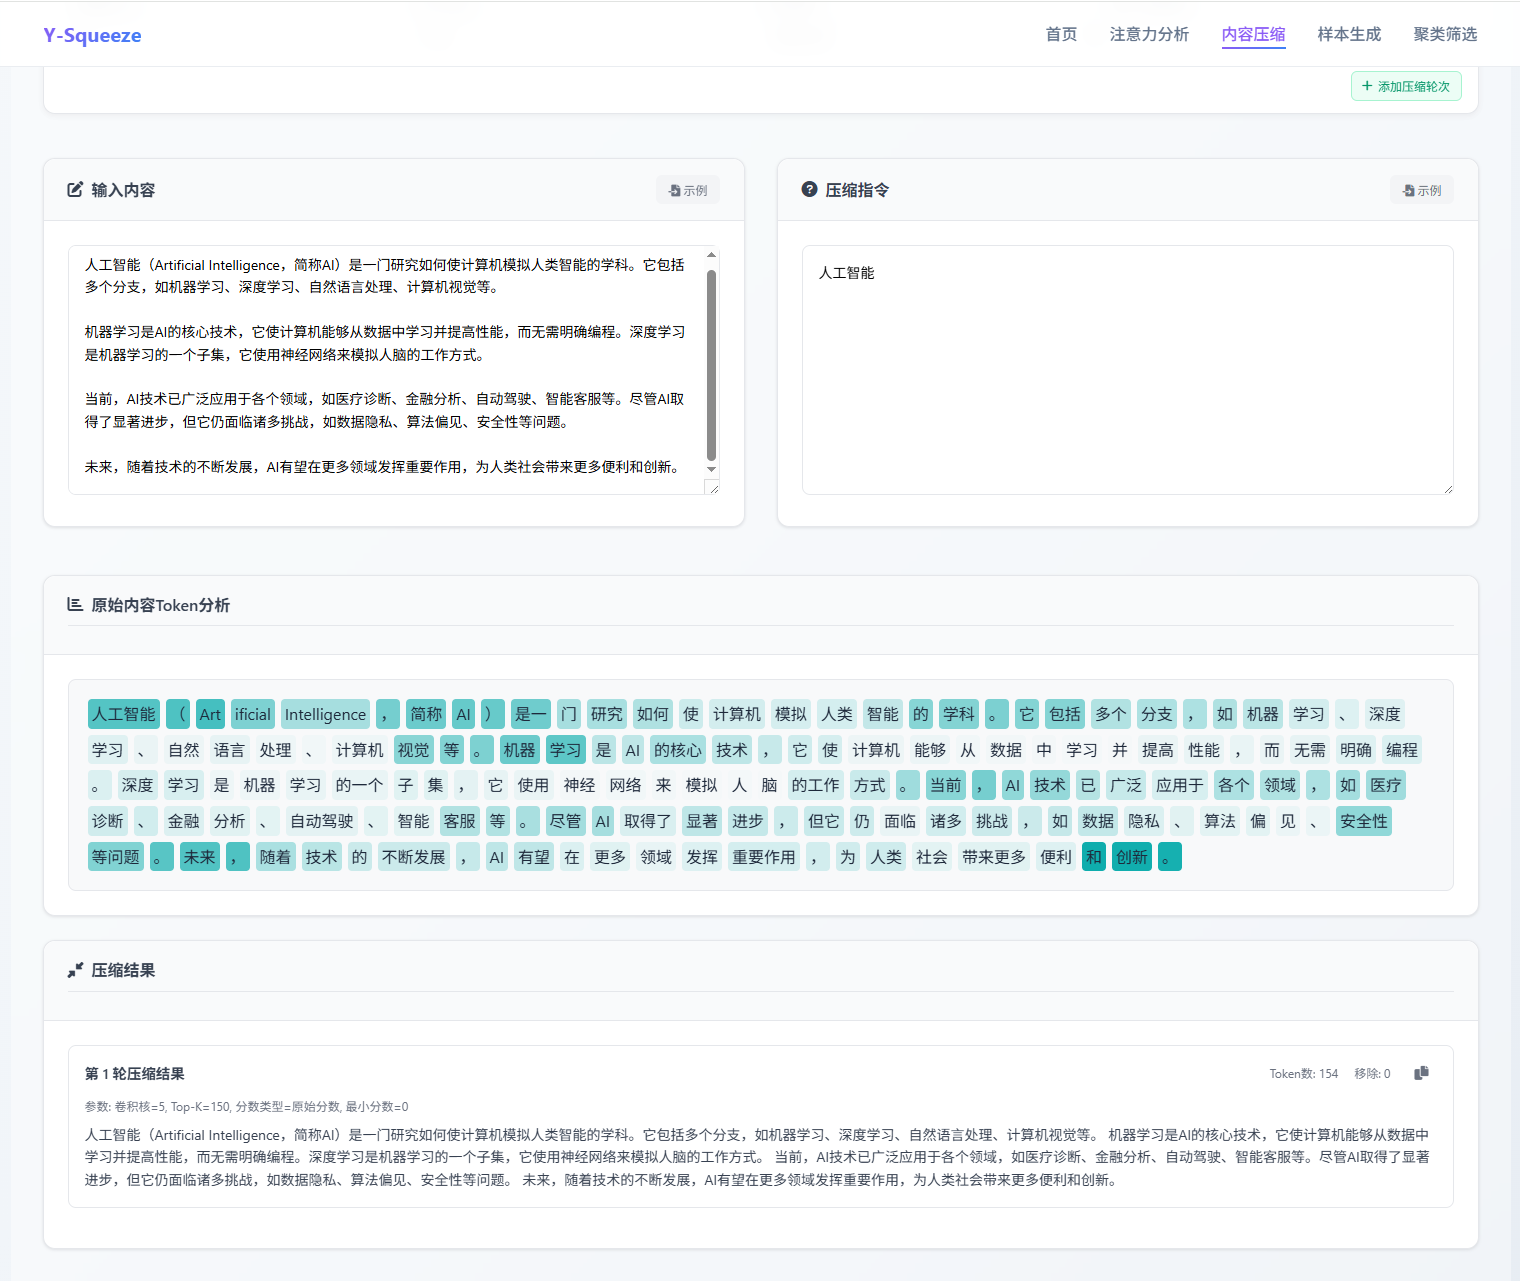 Y-Squeeze
首页 注意力分析 内容压缩 样本生成 聚类筛选
+ 添加压缩轮次
输入内容 示例
人工智能（Artificial Intelligence，简称AI）是一门研究如何使计算机模拟人类智能的学科。它包括
多个分支，如机器学习、深度学习、自然语言处理、计算机视觉等。
机器学习是AI的核心技术，它使计算机能够从数据中学习并提高性能，而无需明确编程。深度学习
是机器学习的一个子集，它使用神经网络来模拟人脑的工作方式。
当前，AI技术已广泛应用于各个领域，如医疗诊断、金融分析、自动驾驶、智能客服等。尽管AI取
得了显著进步，但它仍面临诸多挑战，如数据隐私、算法偏见、安全性等问题。
未来，随着技术的不断发展，AI有望在更多领域发挥重要作用，为人类社会带来更多便利和创新。
压缩指令 示例
人工智能
原始内容Token分析
人工智能 （ Art ificial Intelligence ， 简称 AI ） 是一 门 研究 如何 使 计算机 模拟 人类 智能 的 学科 。 它 包括 多个 分支 ， 如 机器 学习 、 深度
学习 、 自然 语言 处理 、 计算机 视觉 等 。 机器 学习 是 AI 的核心 技术 ， 它 使 计算机 能够 从 数据 中 学习 并 提高 性能 ， 而 无需 明确 编程
。 深度 学习 是 机器 学习 的一个 子 集 ， 它 使用 神经 网络 来 模拟 人 脑 的工作 方式 。 当前 ， AI 技术 已 广泛 应用于 各个 领域 ， 如 医疗
诊断 、 金融 分析 、 自动驾驶 、 智能 客服 等 。 尽管 AI 取得了 显著 进步 ， 但它 仍 面临 诸多 挑战 ， 如 数据 隐私 、 算法 偏 见 、 安全性
等问题 。 未来 ， 随着 技术 的 不断发展 ， AI 有望 在 更多 领域 发挥 重要作用 ， 为 人类 社会 带来更多 便利 和 创新 。
压缩结果
第 1 轮压缩结果 Token数: 154 移除: 0
参数: 卷积核=5, Top-K=150, 分数类型=原始分数, 最小分数=0
人工智能（Artificial Intelligence，简称AI）是一门研究如何使计算机模拟人类智能的学科。它包括多个分支，如机器学习、深度学习、自然语言处理、计算机视觉等。 机器学习是AI的核心技术，它使计算机能够从数据中
学习并提高性能，而无需明确编程。深度学习是机器学习的一个子集，它使用神经网络来模拟人脑的工作方式。 当前，AI技术已广泛应用于各个领域，如医疗诊断、金融分析、自动驾驶、智能客服等。尽管AI取得了显著
进步，但它仍面临诸多挑战，如数据隐私、算法偏见、安全性等问题。 未来，随着技术的不断发展，AI有望在更多领域发挥重要作用，为人类社会带来更多便利和创新。